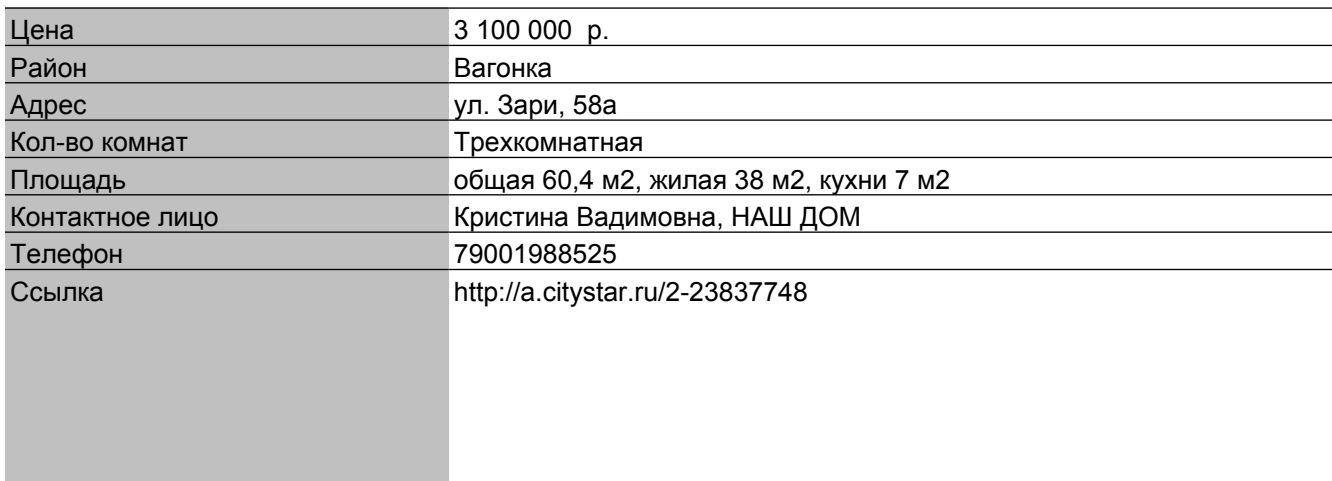 Цена 3 100 000  р.
Район Вагонка
Адрес ул. Зари, 58а
Кол-во комнат Трехкомнатная
Площадь общая 60,4 м2, жилая 38 м2, кухни 7 м2
Контактное лицо Кристина Вадимовна, НАШ ДОМ
Телефон 79001988525
Ссылка http://a.citystar.ru/2-23837748